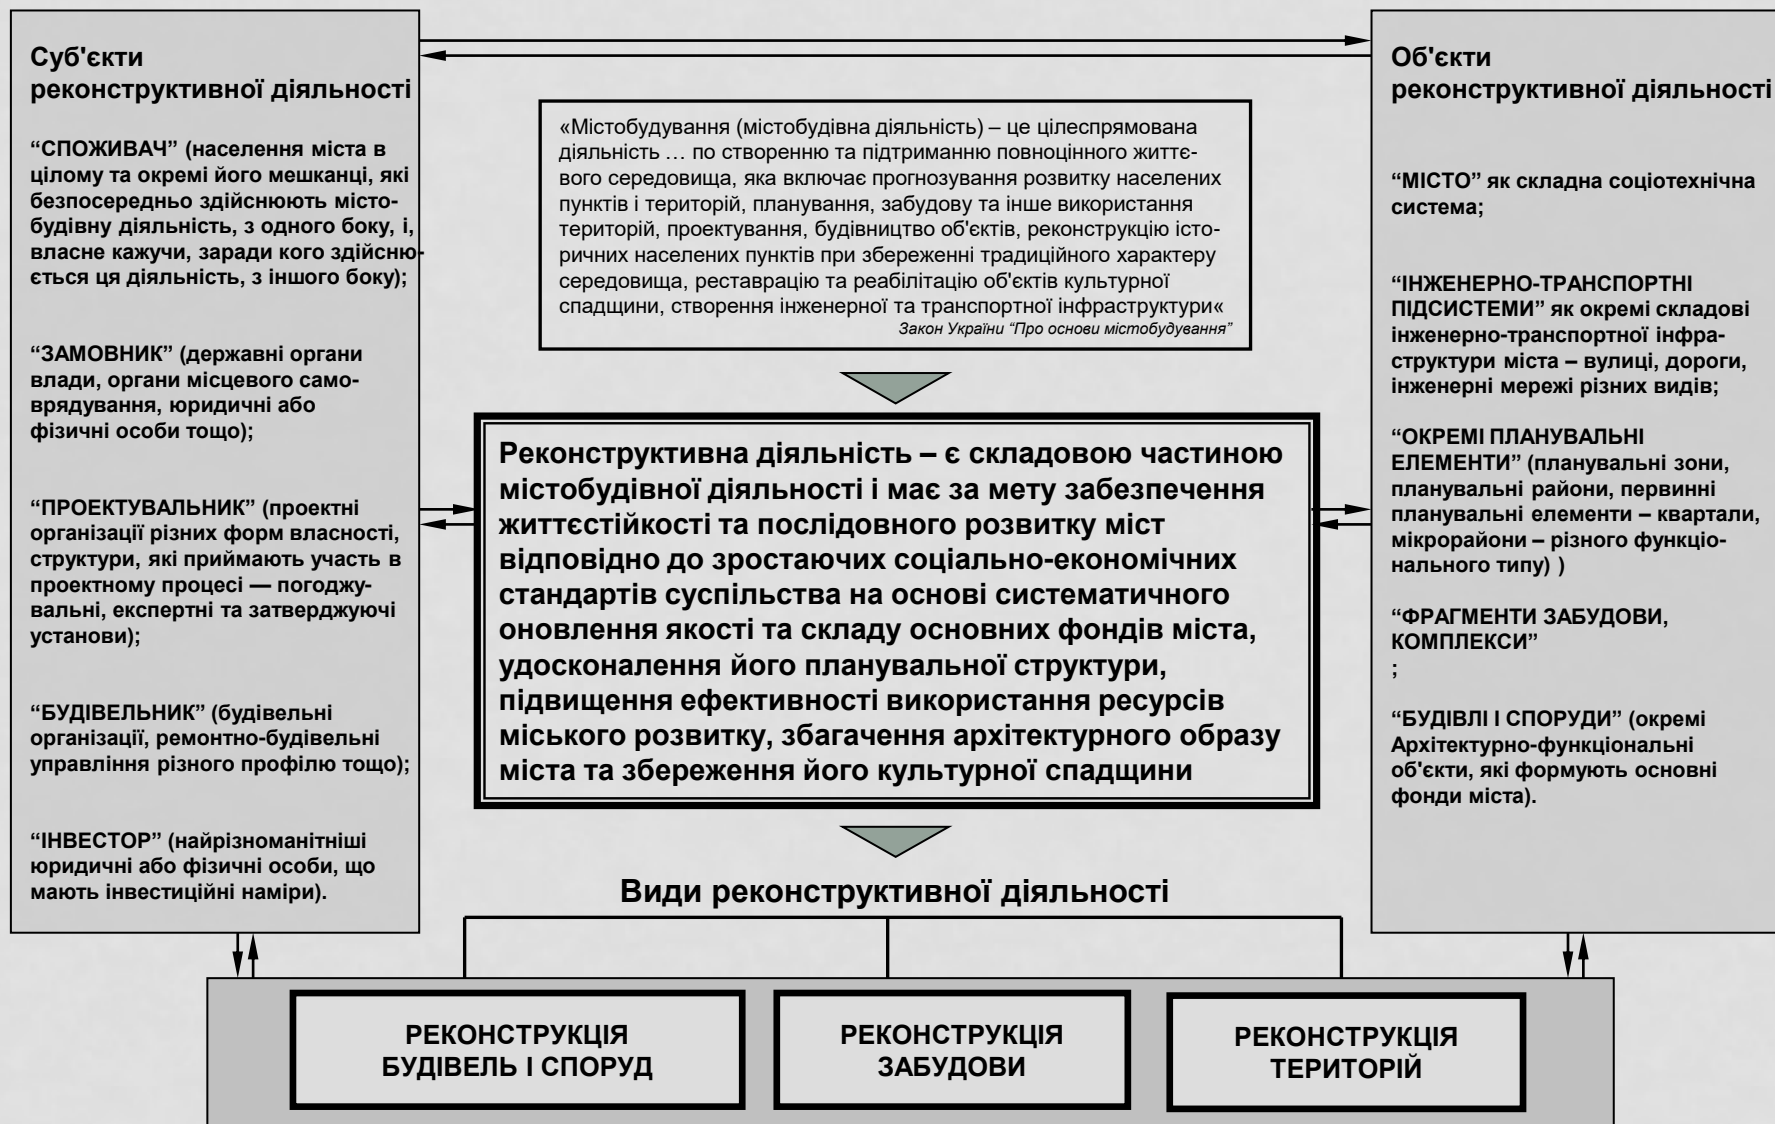 Суб'єкти
реконструктивної діяльності
“СПОЖИВАЧ” (населення міста в
цілому та окремі його мешканці, які
безпосередньо здійснюють місто-
будівну діяльність, з одного боку, і,
власне кажучи, заради кого здійсню-
ється ця діяльність, з іншого боку);
“ЗАМОВНИК” (державні органи
влади, органи місцевого само-
врядування, юридичні або
фізичні особи тощо);
“ПРОЕКТУВАЛЬНИК” (проектні
організації різних форм власності,
структури, які приймають участь в
проектному процесі — погоджу-
вальні, експертні та затверджуючі
установи);
“БУДІВЕЛЬНИК” (будівельні
організації, ремонтно-будівельні
управління різного профілю тощо);
“ІНВЕСТОР” (найрізноманітніші
юридичні або фізичні особи, що
мають інвестиційні наміри).
«Містобудування (містобудівна діяльність) – це цілеспрямована
діяльність … по створенню та підтриманню повноцінного життє-
вого середовища, яка включає прогнозування розвитку населених
пунктів і територій, планування, забудову та інше використання
територій, проектування, будівництво об'єктів, реконструкцію істо-
ричних населених пунктів при збереженні традиційного характеру
середовища, реставрацію та реабілітацію об'єктів культурної
спадщини, створення інженерної та транспортної інфраструктури«
Закон України “Про основи містобудування”
Реконструктивна діяльність – є складовою частиною
містобудівної діяльності і має за мету забезпечення
життєстійкості та послідовного розвитку міст
відповідно до зростаючих соціально-економічних
стандартів суспільства на основі систематичного
оновлення якості та складу основних фондів міста,
удосконалення його планувальної структури,
підвищення ефективності використання ресурсів
міського розвитку, збагачення архітектурного образу
міста та збереження його культурної спадщини
Об'єкти
реконструктивної діяльності
“МІСТО” як складна соціотехнічна
система;
“ІНЖЕНЕРНО-ТРАНСПОРТНІ
ПІДСИСТЕМИ” як окремі складові
інженерно-транспортної інфра-
структури міста – вулиці, дороги,
інженерні мережі різних видів;
“ОКРЕМІ ПЛАНУВАЛЬНІ
ЕЛЕМЕНТИ” (планувальні зони,
планувальні райони, первинні
планувальні елементи – квартали,
мікрорайони – різного функціо-
нального типу) )
“ФРАГМЕНТИ ЗАБУДОВИ,
КОМПЛЕКСИ”
;
“БУДІВЛІ І СПОРУДИ” (окремі
Архітектурно-функціональні
об'єкти, які формують основні
фонди міста).
Види реконструктивної діяльності
РЕКОНСТРУКЦІЯ
БУДІВЕЛЬ І СПОРУД
РЕКОНСТРУКЦІЯ
ЗАБУДОВИ
РЕКОНСТРУКЦІЯ
ТЕРИТОРІЙ